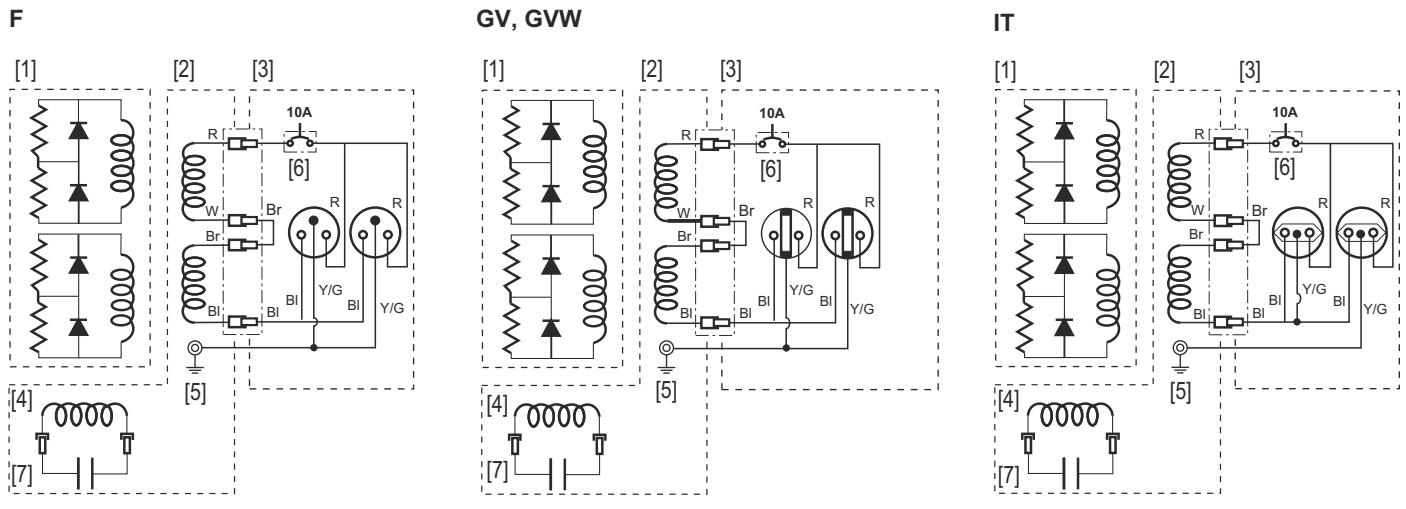 F
[1]
[2]
[3]
10A
R
[6]
W
Br
R
R
Br
Bl
Y/G
Bl
Y/G
Bl
Bl
[5]
[4]
[7]
GV, GVW
[1]
[2]
[3]
10A
R
[6]
W
Br
R
R
Br
Bl
Y/G
Bl
Y/G
Bl
Bl
[5]
[4]
[7]
IT
[1]
[2]
[3]
10A
R
[6]
W
Br
R
R
Br
Bl
Y/G
Bl
Y/G
Bl
Bl
[5]
[4]
[7]